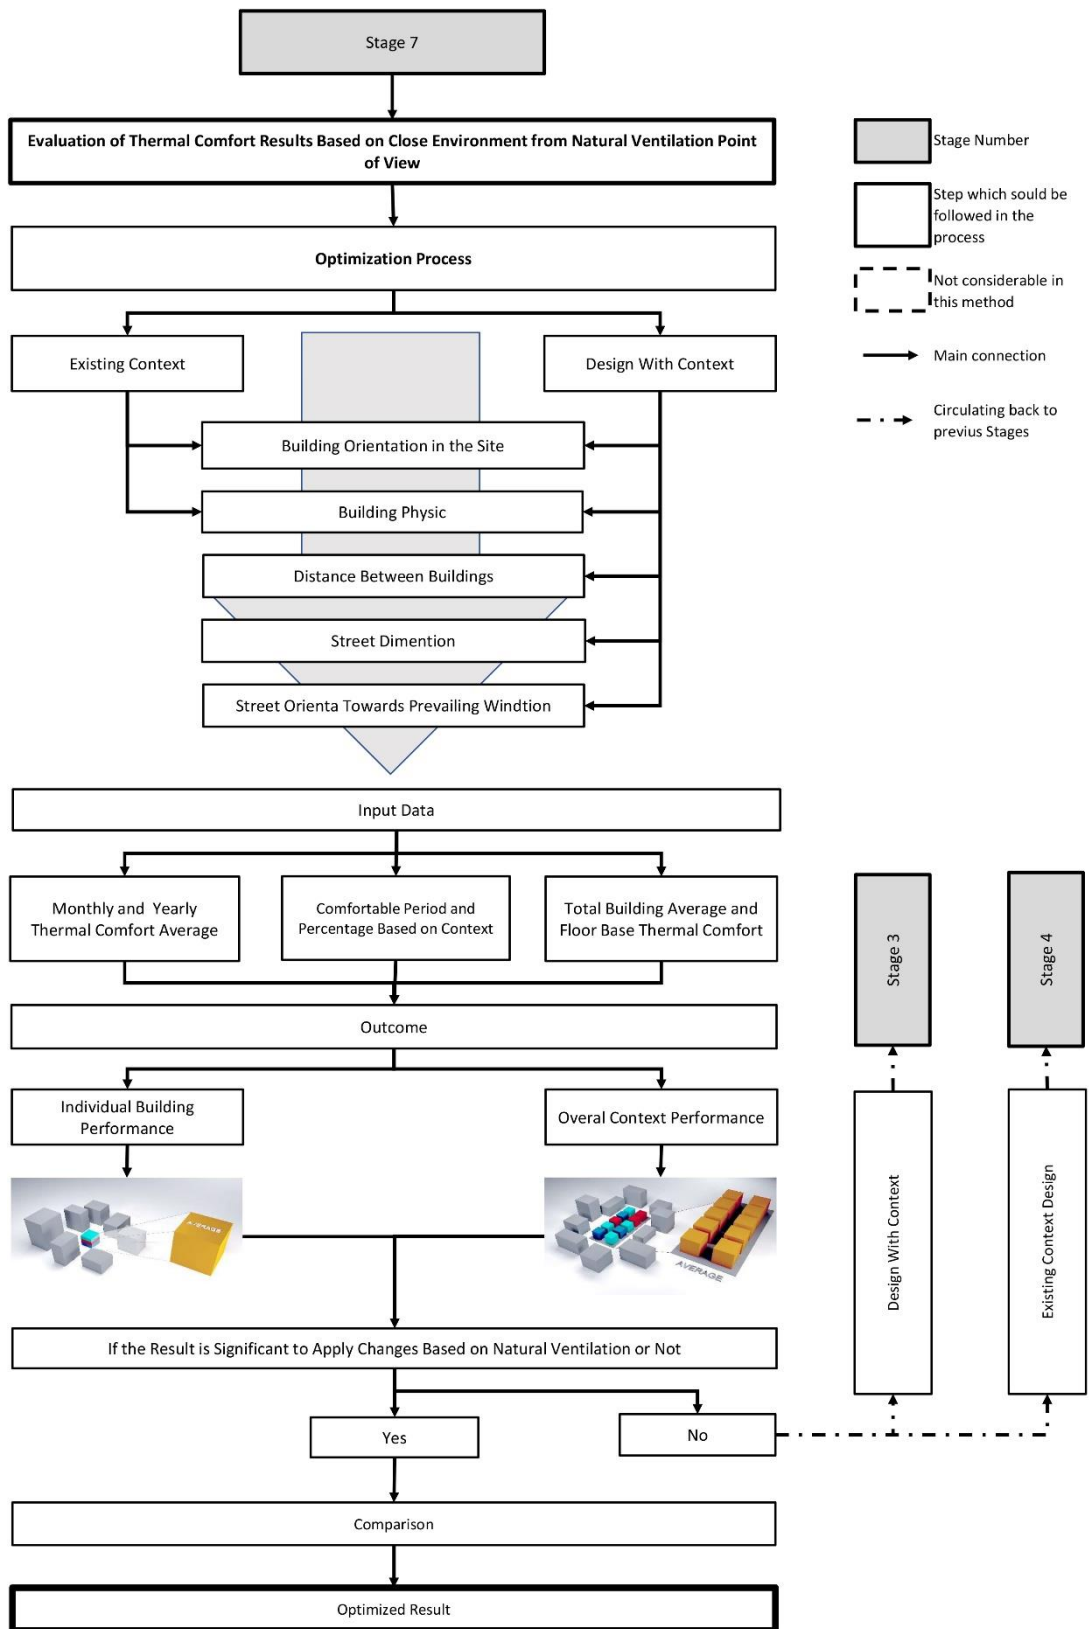 Stage 7
Evaluation of Thermal Comfort Results Based on Close Environment from Natural Ventilation Point
of View
Optimization Process
Existing Context
Design With Context
Building Orientation in the Site
Building Physic
Distance Between Buildings
Street Dimention
Street Orienta Towards Prevailing Windtion
Input Data
Monthly and Yearly
Thermal Comfort Average
Comfortable Period and
Percentage Based on Context
Total Building Average and
Floor Base Thermal Comfort
Outcome
Individual Building
Performance
Overal Context Performance
AVERAGE
AVERAGE
If the Result is Significant to Apply Changes Based on Natural Ventilation or Not
Yes
No
Comparison
Optimized Result
Stage Number
Step which sould be
followed in the
process
Not considerable in
this method
Main connection
Circulating back to
previus Stages
Stage 3
Stage 4
Design With Context
Existing Context Design